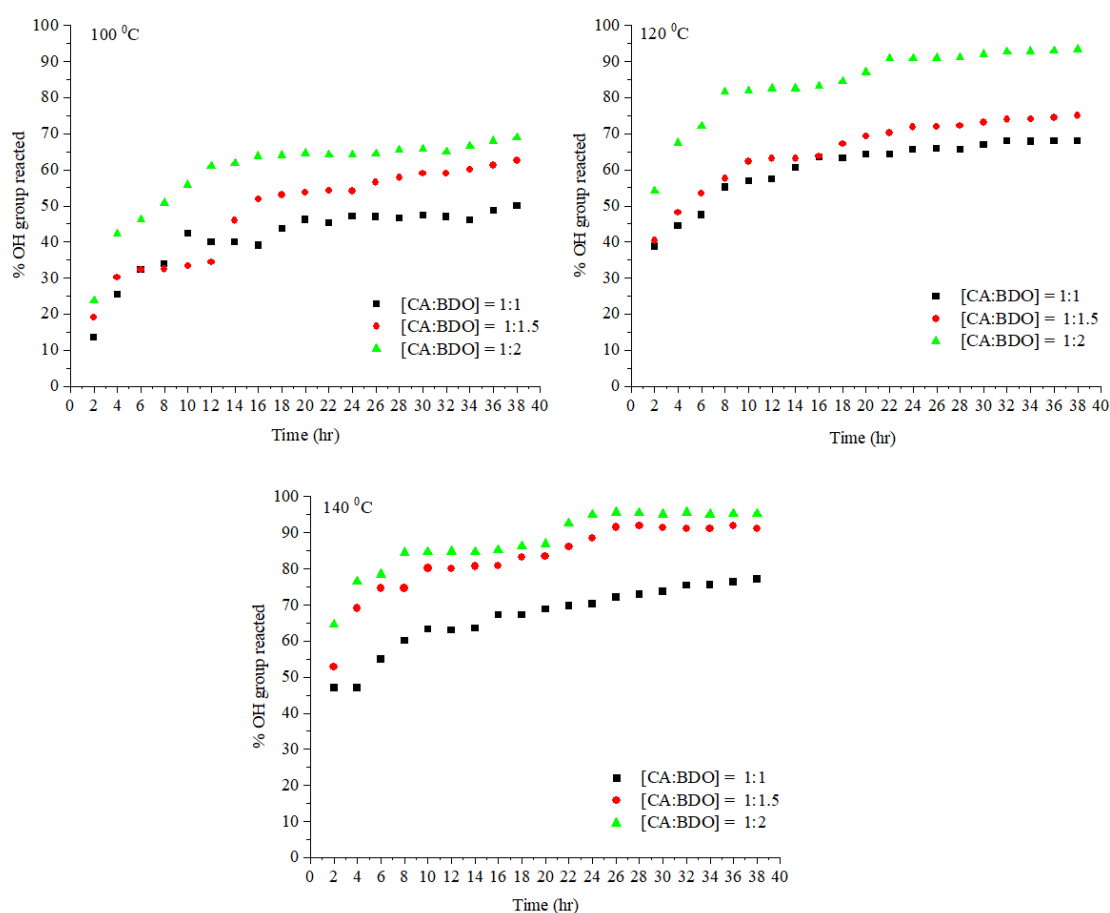 100 ⁰C
% OH group reacted
100
90
80
70
60
50
40
30
20
10
0
[CA:BDO] = 1:1
[CA:BDO] = 1:1.5
[CA:BDO] = 1:2
0 2 4 6 8 10 12 14 16 18 20 22 24 26 28 30 32 34 36 38 40
Time (hr)
120 ⁰C
% OH group reacted
100
90
80
70
60
50
40
30
20
10
0
[CA:BDO] = 1:1
[CA:BDO] = 1:1.5
[CA:BDO] = 1:2
0 2 4 6 8 10 12 14 16 18 20 22 24 26 28 30 32 34 36 38 40
Time (hr)
140 ⁰C
% OH group reacted
100
90
80
70
60
50
40
30
20
10
0
[CA:BDO] = 1:1
[CA:BDO] = 1:1.5
[CA:BDO] = 1:2
0 2 4 6 8 10 12 14 16 18 20 22 24 26 28 30 32 34 36 38 40
Time (hr)